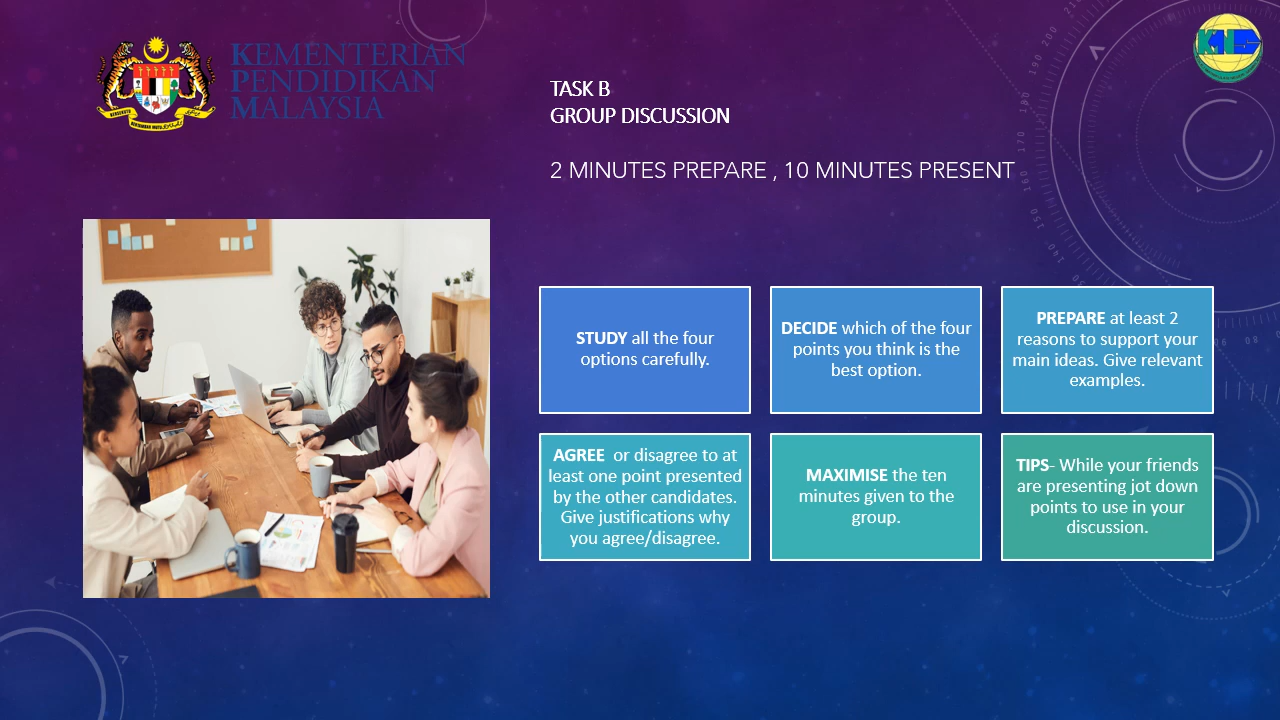 KEMENTERIAN
PENDIDIKAN
MALAYSIA
KTES
TASK B
GROUP DISCUSSION
2 MINUTES PREPARE , 10 MINUTES PRESENT
STUDY all the four
options carefully.
DECIDE which of the four
points you think is the
best option.
PREPARE at least 2
reasons to support your
main ideas. Give relevant
examples.
AGREE  or disagree to at
least one point presented
by the other candidates.
Give justifications why
you agree/disagree.
MAXIMISE the ten
minutes given to the
group.
TIPS- While your friends
are presenting jot down
points to use in your
discussion.